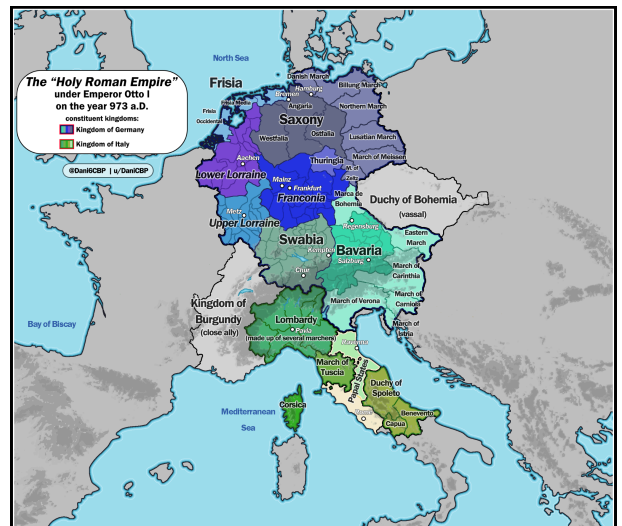 The "Holy Roman Empire"
under Emperor Otto I
on the year 973 a.D.
constituent kingdoms:
Kingdom of Germany
Kingdom of Italy
@Dani6CBP | u/DaniCBP
North Sea
Frisia
Danish March
Hamburg
Billung March
Bremen
Frisia Media
Angaria
Northern March
Frisia
Occidental
Saxony
Ostfalia
Westfalia
Lusatian March
Aachen
Thuringia
March of Meissen
M. of
Zeitz
Lower Lorraine
Mainz
Frankfurt
Franconia
Marca de
Bohemia
Duchy of Bohemia
(vassal)
Metz
Upper Lorraine
Regensburg
Swabia
Eastern
March
Kempten
Bavaria
Salzburg
Chur
March of
Carinthia
Kingdom of
Burgundy
(close ally)
March of Verona
March of
Carniola
Lombardy
Pavia
(made up of several marchers)
March of
Istria
Bay of Biscay
Ravenna
March of
Tuscia
Papal States
Duchy of
Spoleto
Corsica
Mediterranean
Sea
Rome
Benevento
Capua